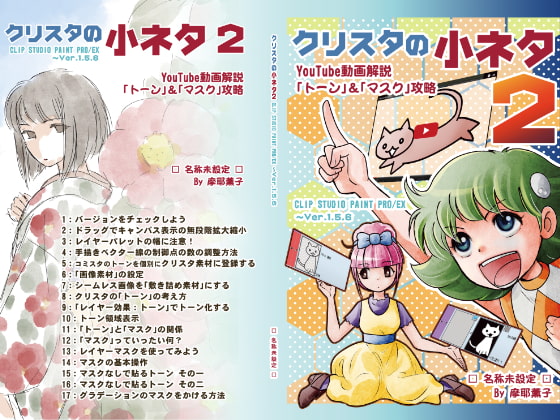 クリスタの
小ネタ 2
CLIP STUDIO PAINT PRO/EX
～Ver.1.5.6
YouTube動画解説
「トーン」&「マスク」攻略
□ 名称未設定 □
By 摩耶薫子
1：バージョンをチェックしよう
2：ドラッグでキャンバス表示の無段階拡大縮小
3：レイヤーパレットの幅に注意！
4：手描きベクター線の制御点の数の調整方法
5：コミスタのトーンを個別にクリスタ素材に登録する
6：「画像素材」の設定
7：シームレス画像を「敷き詰め素材」にする
8：クリスタの「トーン」の考え方
9：「レイヤー効果：トーン」でトーン化する
10：トーン領域表示
11：「トーン」と「マスク」の関係
12：「マスク」っていったい何？
13：レイヤーマスクを使ってみよう
14：マスクの基本操作
15：マスクなしで貼るトーン その一
16：マスクなしで貼るトーン その二
17：グラデーションのマスクをかける方法
クリスタの小ネタ2
CLIP STUDIO PAINT PRO/EX
～Ver.1.5.6
□ 名称未設定 □
クリスタの
小ネタ
2
YouTube動画解説
「トーン」&「マスク」攻略
CLIP STUDIO PAINT PRO/EX
～Ver.1.5.6
□ 名称未設定 □
By 摩耶薫子